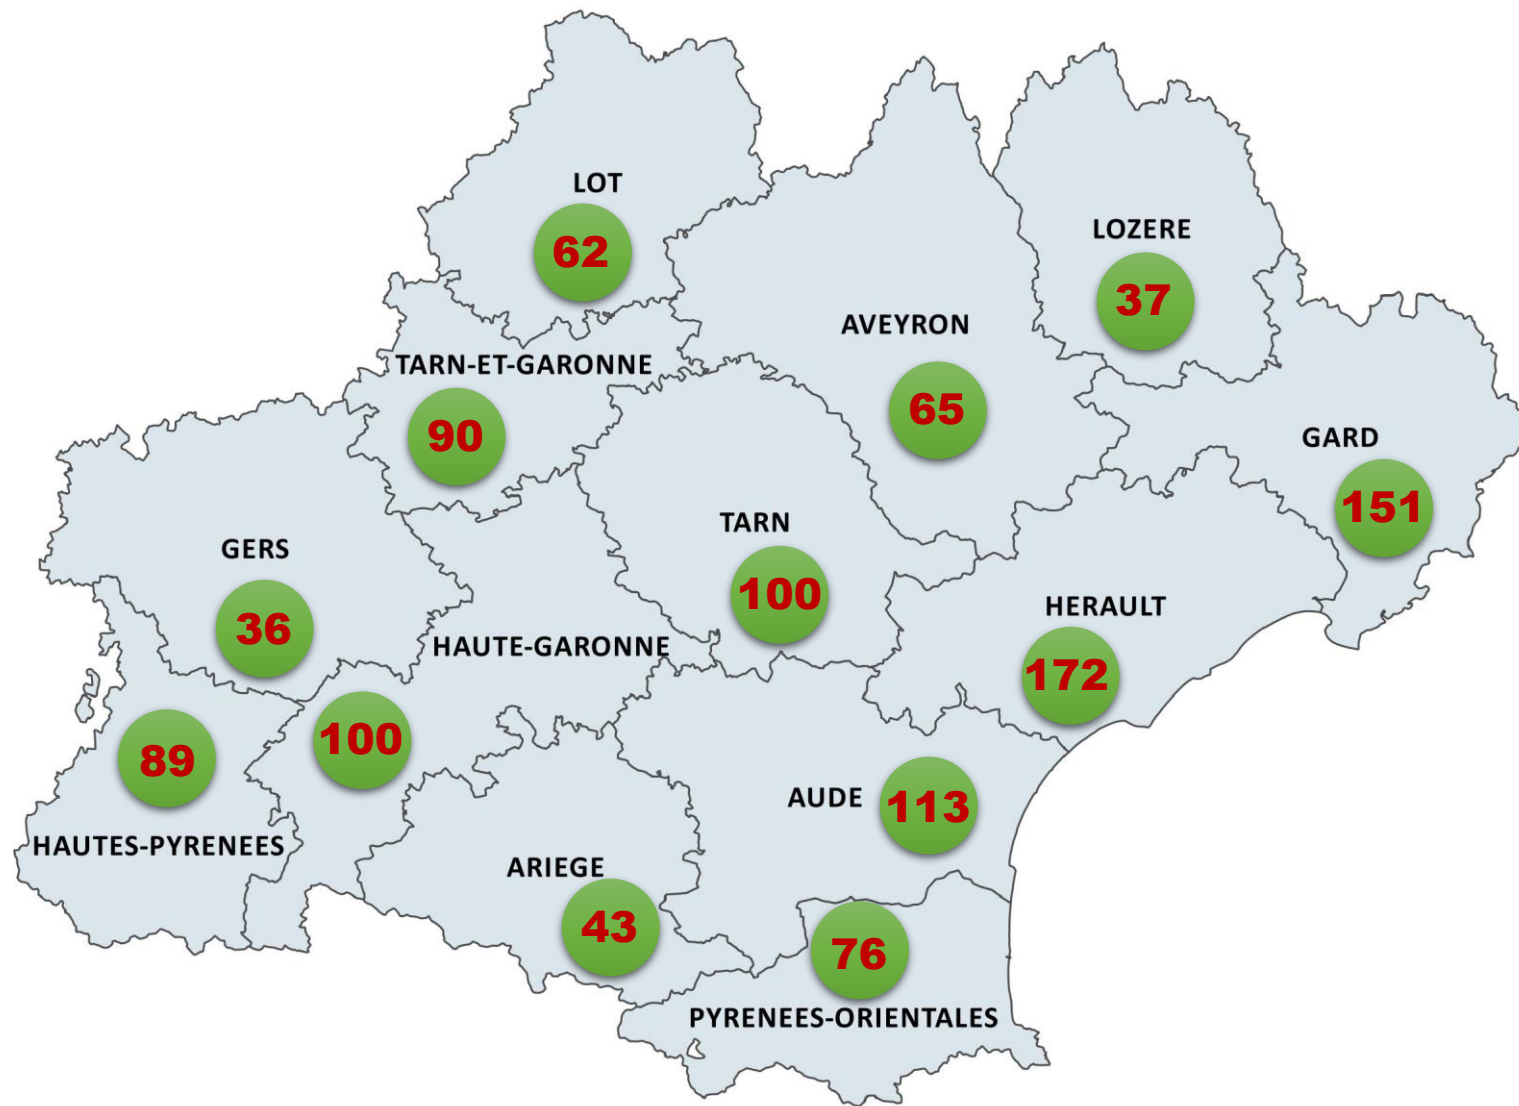 LOT
62
LOZERE
37
AVEYRON
65
TARN-ET-GARONNE
90
GARD
151
TARN
100
GERS
36
HERAULT
172
HAUTE-GARONNE
100
89
HAUTES-PYRENEES
AUDE 113
ARIEGE
43
76
PYRENEES-ORIENTALES